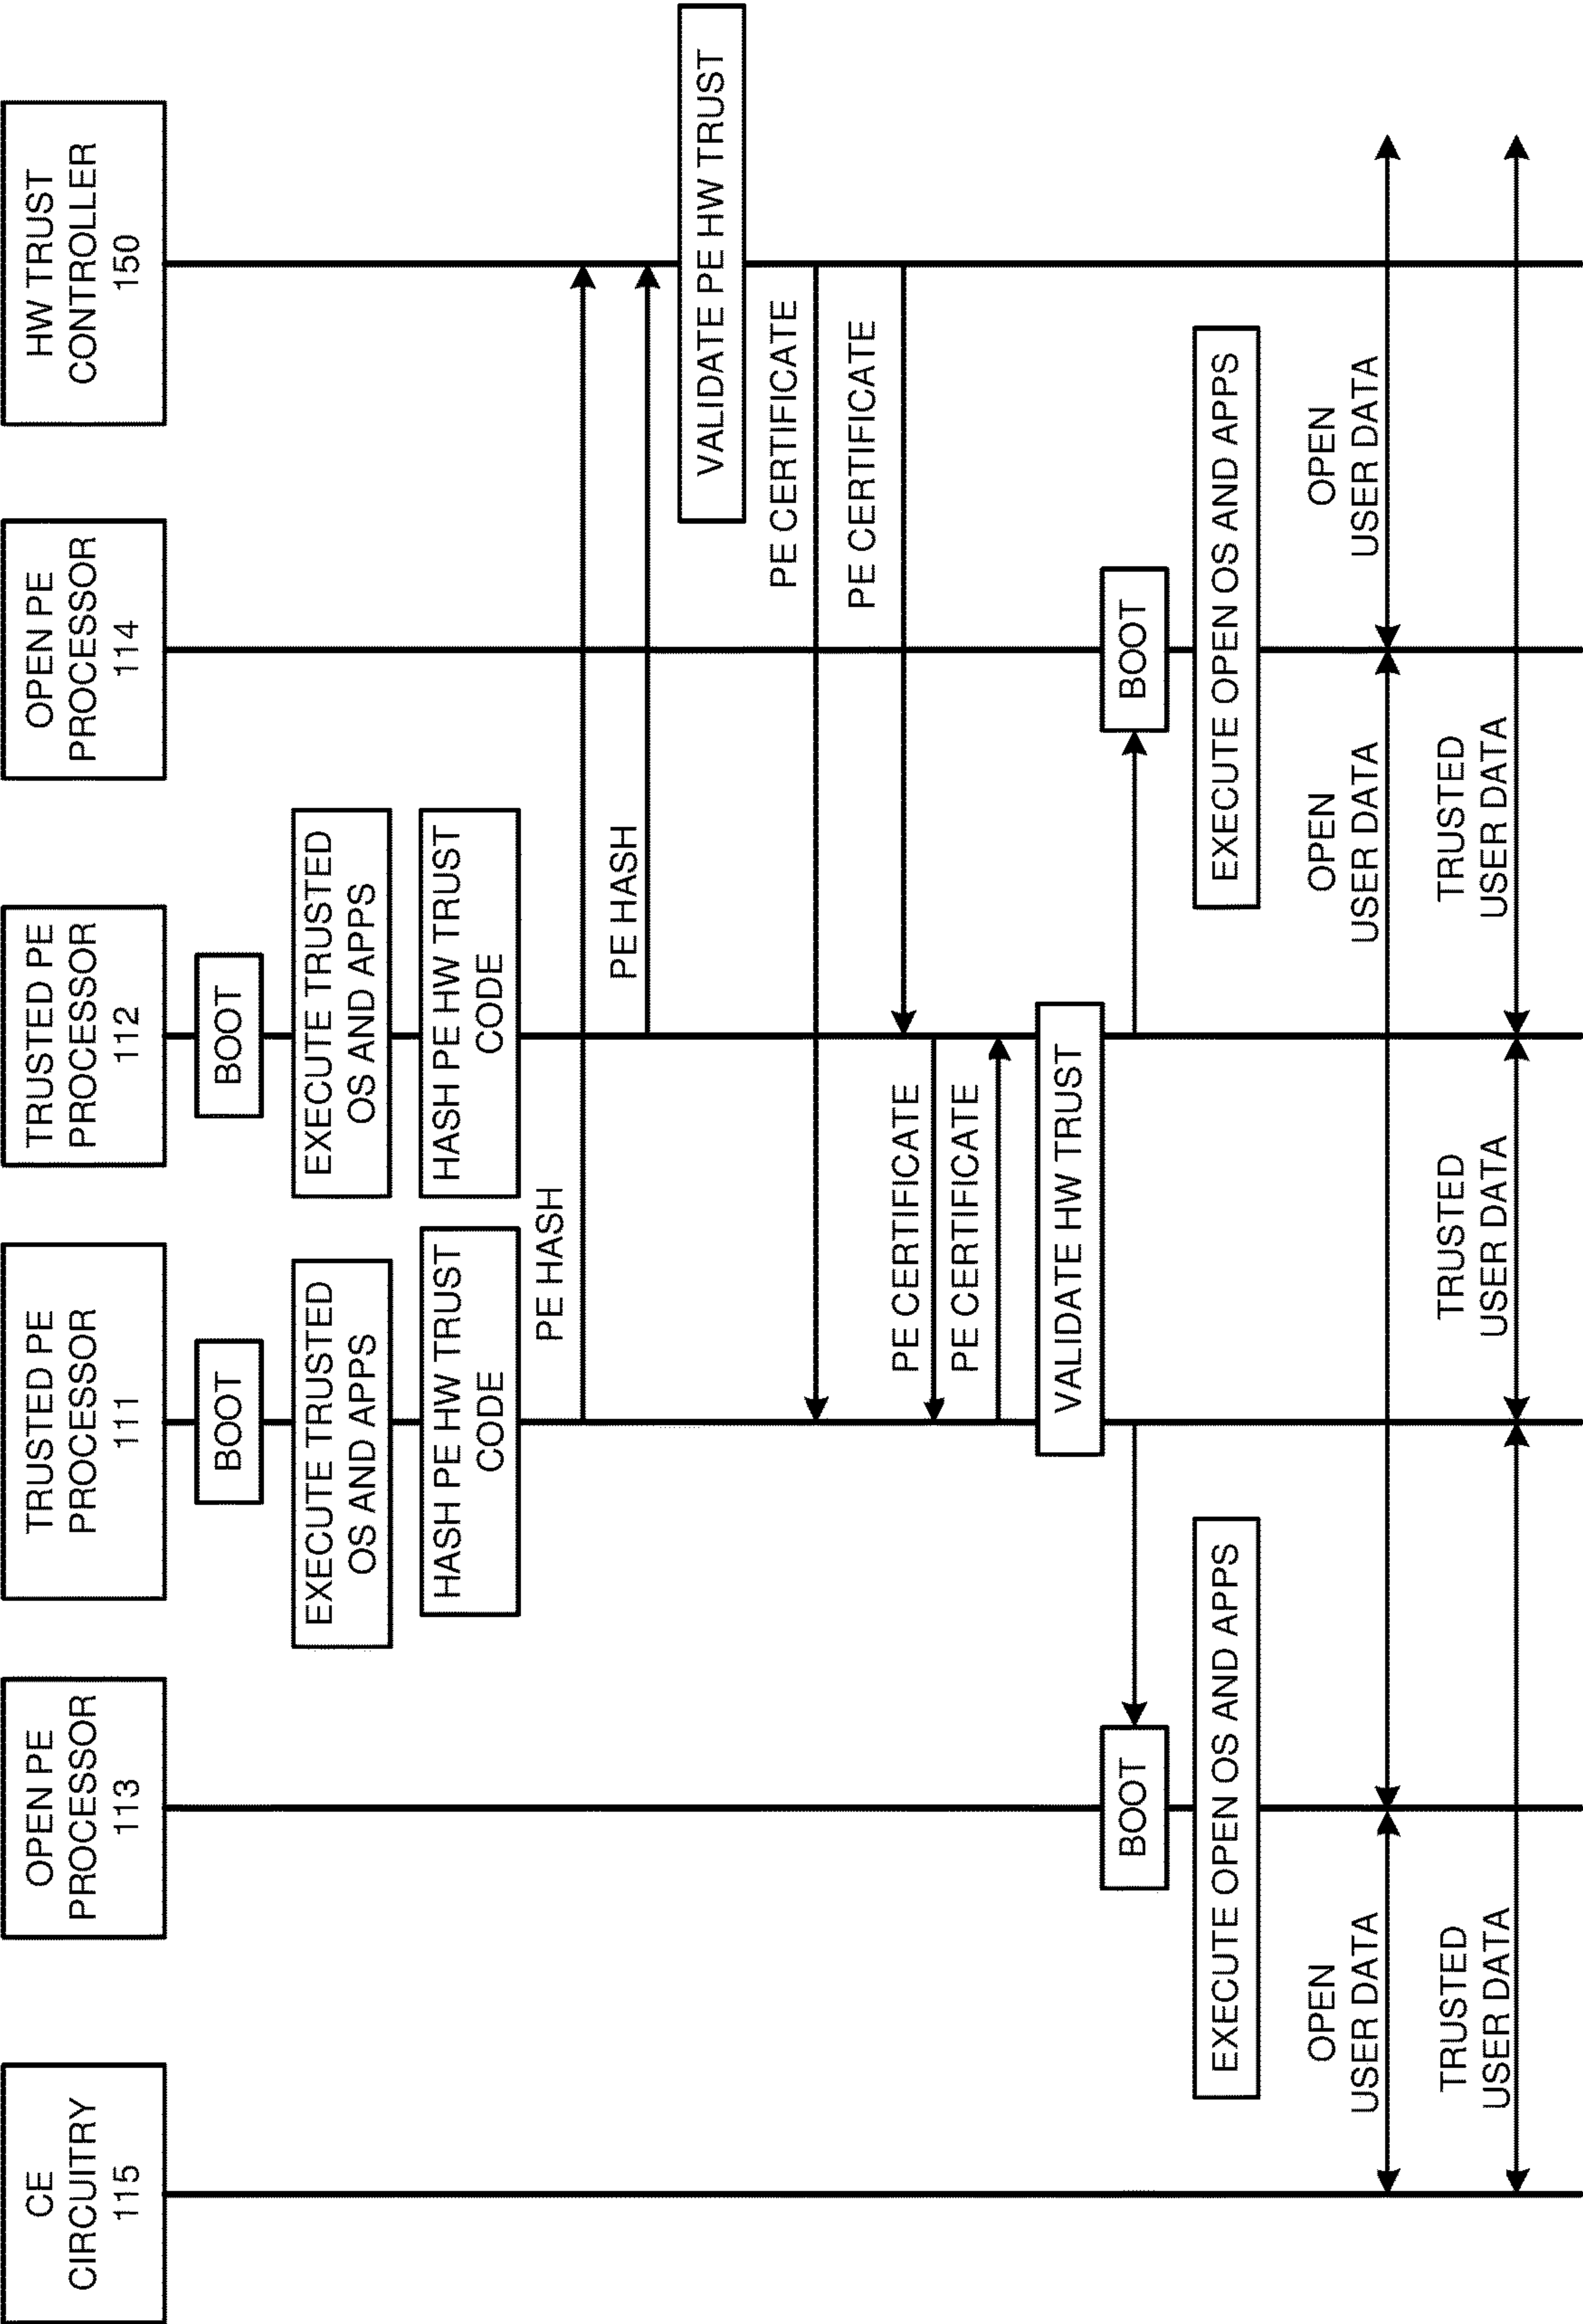 CE
CIRCUITRY
115
OPEN PE
PROCESSOR
113
TRUSTED PE
PROCESSOR
111
TRUSTED PE
PROCESSOR
112
OPEN PE
PROCESSOR
114
HW TRUST
CONTROLLER
150
BOOT
BOOT
EXECUTE TRUSTED
OS AND APPS
EXECUTE TRUSTED
OS AND APPS
HASH PE HW TRUST
CODE
HASH PE HW TRUST
CODE
PE HASH
PE HASH
VALIDATE PE HW TRUST
PE CERTIFICATE
PE CERTIFICATE
PE CERTIFICATE
PE CERTIFICATE
VALIDATE HW TRUST
BOOT
BOOT
EXECUTE OPEN OS AND APPS
EXECUTE OPEN OS AND APPS
OPEN
USER DATA
OPEN
USER DATA
OPEN
USER DATA
TRUSTED
USER DATA
TRUSTED
USER DATA
TRUSTED
USER DATA